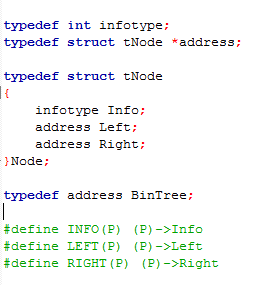 typedef int infotype;
typedef struct tNode *address;
typedef struct tNode
{
infotype Info;
address Left;
address Right;
}Node;
typedef address BinTree;
#define INFO(P) (P)->Info
#define LEFT(P) (P)->Left
#define RIGHT(P) (P)->Right